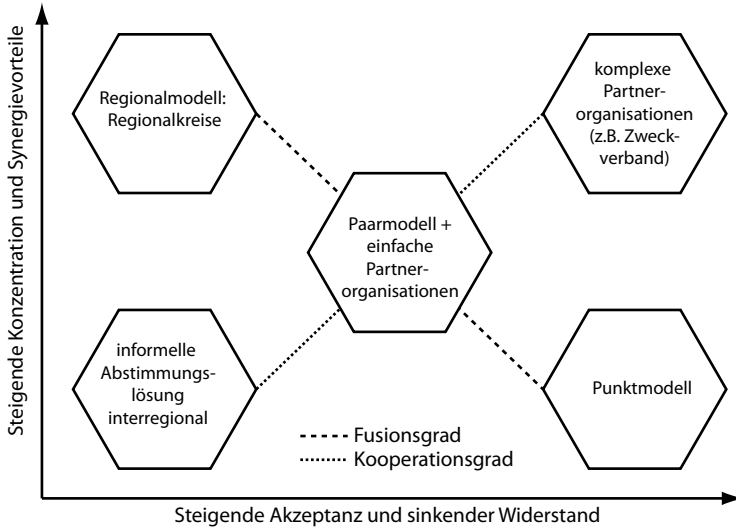 Steigende Konzentration und Synergievorteile
Regionalmodell:
Regionalkreise
komplexe
Partner-
organisationen
(z.B. Zweck-
verband)
Paarmodell +
einfache
Partner-
organisationen
informelle
Abstimmungs-
lösung
interregional
Punktmodell
Fusionsgrad
Kooperationsgrad
Steigende Akzeptanz und sinkender Widerstand